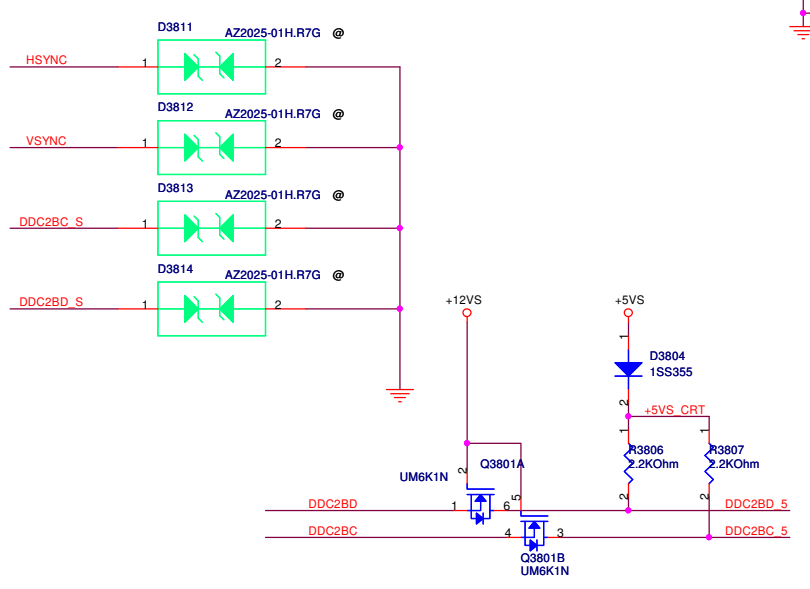 D3811 AZ2025-01H.R7G @
HSYNC 1 2
D3812 AZ2025-01H.R7G @
VSYNC 1 2
D3813 AZ2025-01H.R7G @
DDC2BC_S 1 2
D3814 AZ2025-01H.R7G @
DDC2BD_S 1 2
+12VS +5VS
1
D3804
1SS355
2
+5VS_CRT
1 1
R3806 R3807
2.2KOhm 2.2KOhm
2 Q3801A
UM6K1N
5 2 2
DDC2BD 1 6 DDC2BD_5
DDC2BC 4 3 DDC2BC_5
Q3801B
UM6K1N